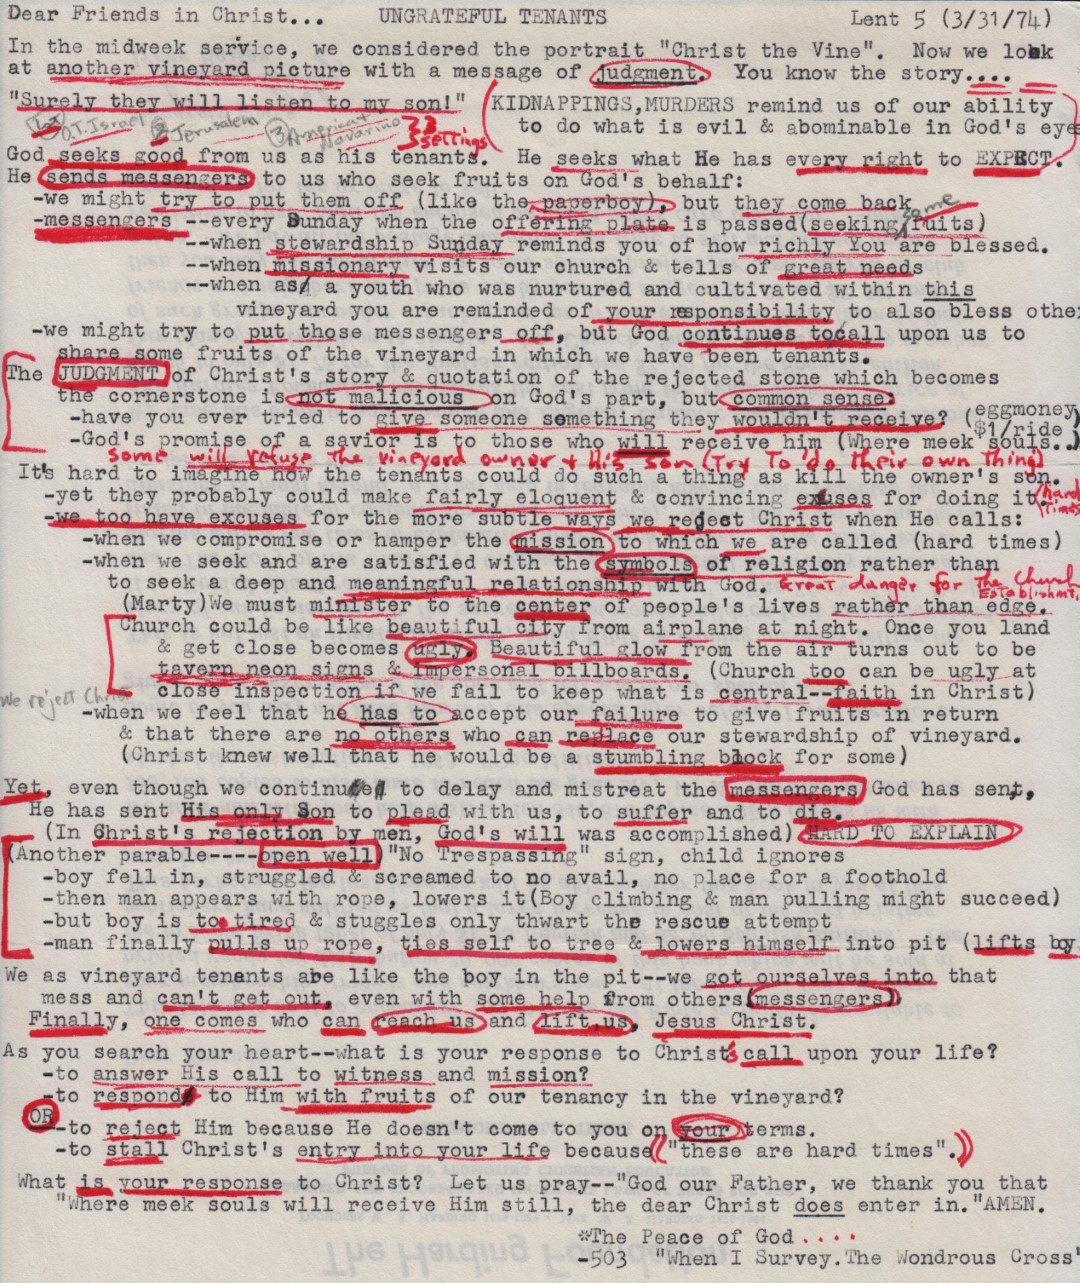 Dear Friends in Christ...     UNGRATEFUL TENANTS     Lent 5 (3/31/74)
In the midweek service, we considered the portrait "Christ the Vine".  Now we look
at another vineyard picture with a message of judgment.  You know the story....
"Surely they will listen to my son!"  (KIDNAPPINGS,MURDERS remind us of our ability
to do what is evil & abominable in God's eye
O.T. Israel ② Jerusalem ③ America + Navarino } 3 settings
God seeks good from us as his tenants.  He seeks what He has every right to EXPECT.
He sends messengers to us who seek fruits on God's behalf:
-we might try to put them off (like the paperboy), but they come back
-messengers --every Sunday when the offering plate is passed(seeking some fuits)
--when stewardship Sunday reminds you of how richly You are blessed.
--when missionary visits our church & tells of great needs
--when as a youth who was nurtured and cultivated within this
vineyard you are reminded of your responsibility to also bless othe
-we might try to put those messengers off, but God continues to call upon us to
share some fruits of the vineyard in which we have been tenants.
The JUDGMENT of Christ's story & quotation of the rejected stone which becomes
the cornerstone is not malicious on God's part, but common sense:
-have you ever tried to give someone something they wouldn't receive? (eggmoney
$1/ride)
-God's promise of a savior is to those who will receive him (Where meek souls..)
some will refuse the vineyard owner + His son (Try To do their own thing)
It's hard to imagine how the tenants could do such a thing as kill the owner's son.
-yet they probably could make fairly eloquent & convincing exuses for doing it. (hard times
-we too have excuses for the more subtle ways we reject Christ when He calls:
-when we compromise or hamper the mission to which we are called (hard times)
-when we seek and are satisfied with the symbols of religion rather than
to seek a deep and meaningful relationship with God. Great danger for The Church Establishmt.
(Marty)We must minister to the center of people's lives rather than edge.
Church could be like beautiful city from airplane at night. Once you land
& get close becomes ugly. Beautiful glow from the air turns out to be
tavern neon signs & impersonal billboards. (Church too can be ugly at
close inspection if we fail to keep what is central--faith in Christ)
We reject Christ
-when we feel that he has to accept our failure to give fruits in return
& that there are no others who can replace our stewardship of vineyard.
(Christ knew well that he would be a stumbling block for some)
Yet, even though we continue to delay and mistreat the messengers God has sent,
He has sent His only Son to plead with us, to suffer and to die.
(In Christ's rejection by men, God's will was accomplished) HARD TO EXPLAIN
(Another parable----open well)"No Trespassing" sign, child ignores
-boy fell in, struggled & screamed to no avail, no place for a foothold
-then man appears with rope, lowers it(Boy climbing & man pulling might succeed)
-but boy is to tired & stuggles only thwart the rescue attempt
-man finally pulls up rope, ties self to tree & lowers himself into pit (lifts boy
We as vineyard tenants are like the boy in the pit--we got ourselves into that
mess and can't get out, even with some help from others(messengers)
Finally, one comes who can reach us and lift us, Jesus Christ.
As you search your heart--what is your response to Christ's call upon your life?
-to answer His call to witness and mission?
-to respond to Him with fruits of our tenancy in the vineyard?
OR
-to reject Him because He doesn't come to you on your terms.
-to stall Christ's entry into your life because("these are hard times".)
What is your response to Christ?  Let us pray--"God our Father, we thank you that
"Where meek souls will receive Him still, the dear Christ does enter in."AMEN.
*The Peace of God ....
-503  "When I Survey.The Wondrous Cross"